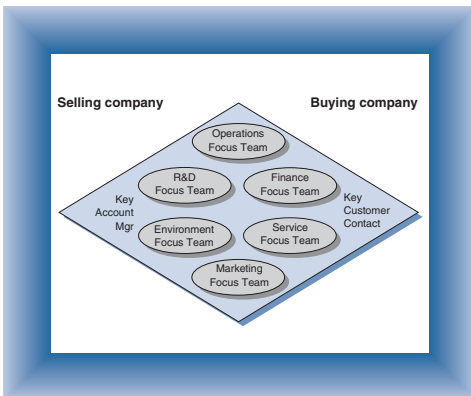 Selling company
Buying company
Operations
Focus Team
R&D
Focus Team
Finance
Focus Team
Key
Account
Mgr
Key
Customer
Contact
Environment
Focus Team
Service
Focus Team
Marketing
Focus Team